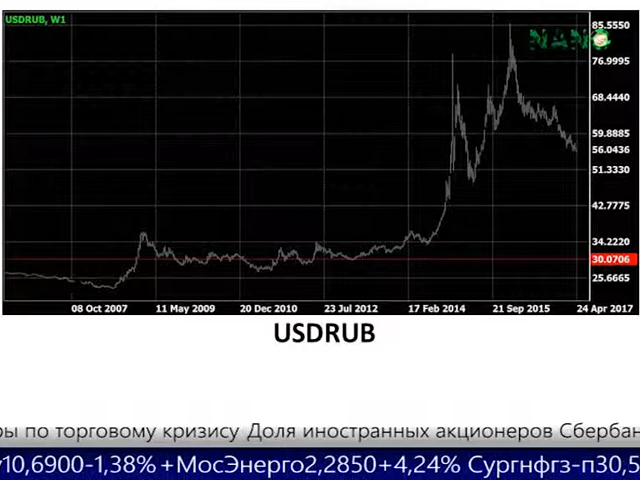 USDRUB, W1
NANO
85.5550
76.9995
68.4440
59.8885
56.0436
51.3330
42.7775
34.2220
30.0706
25.6665
08 Oct 2007 11 May 2009 20 Dec 2010 23 Jul 2012 17 Feb 2014 21 Sep 2015 24 Apr 2017
USDRUB
ры по торговому кризису Доля иностранных акционеров Сбербан
10,6900-1,38% +МосЭнерго2,2850+4,24% Сургнфгз-п30,5